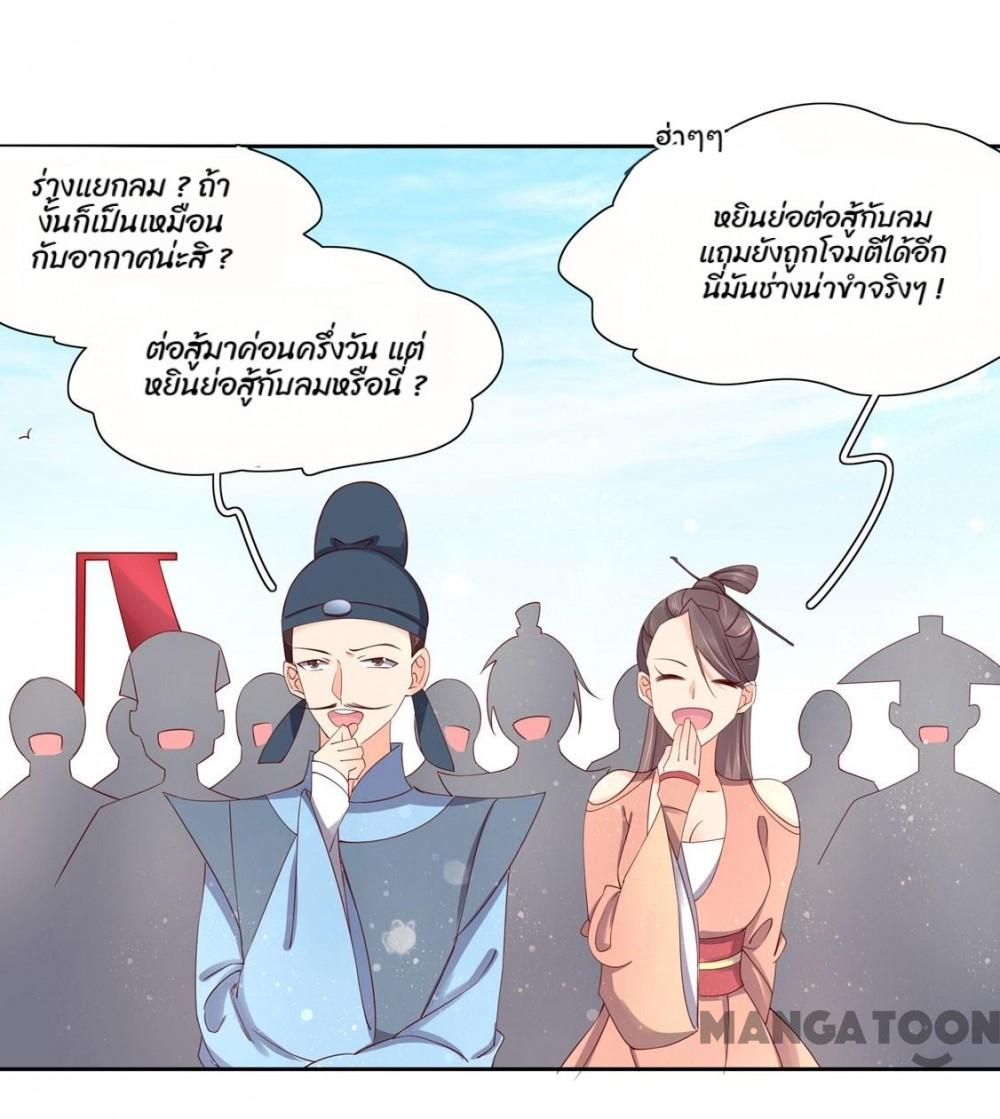 ร่างแยกลม ? ถ้า
งั้นก็เป็นเหมือน
กับอากาศน่ะสิ ?
ต่อสู้มาค่อนครึ่งวัน แต่
หยินย่อสู้กับลมหรือนี่ ?
ฮ่าๆๆ
หยินย่อต่อสู้กับลม
แถมยังถูกโจมตีได้อีก
นี่มันช่างน่าขำจริงๆ !
MANGATOON